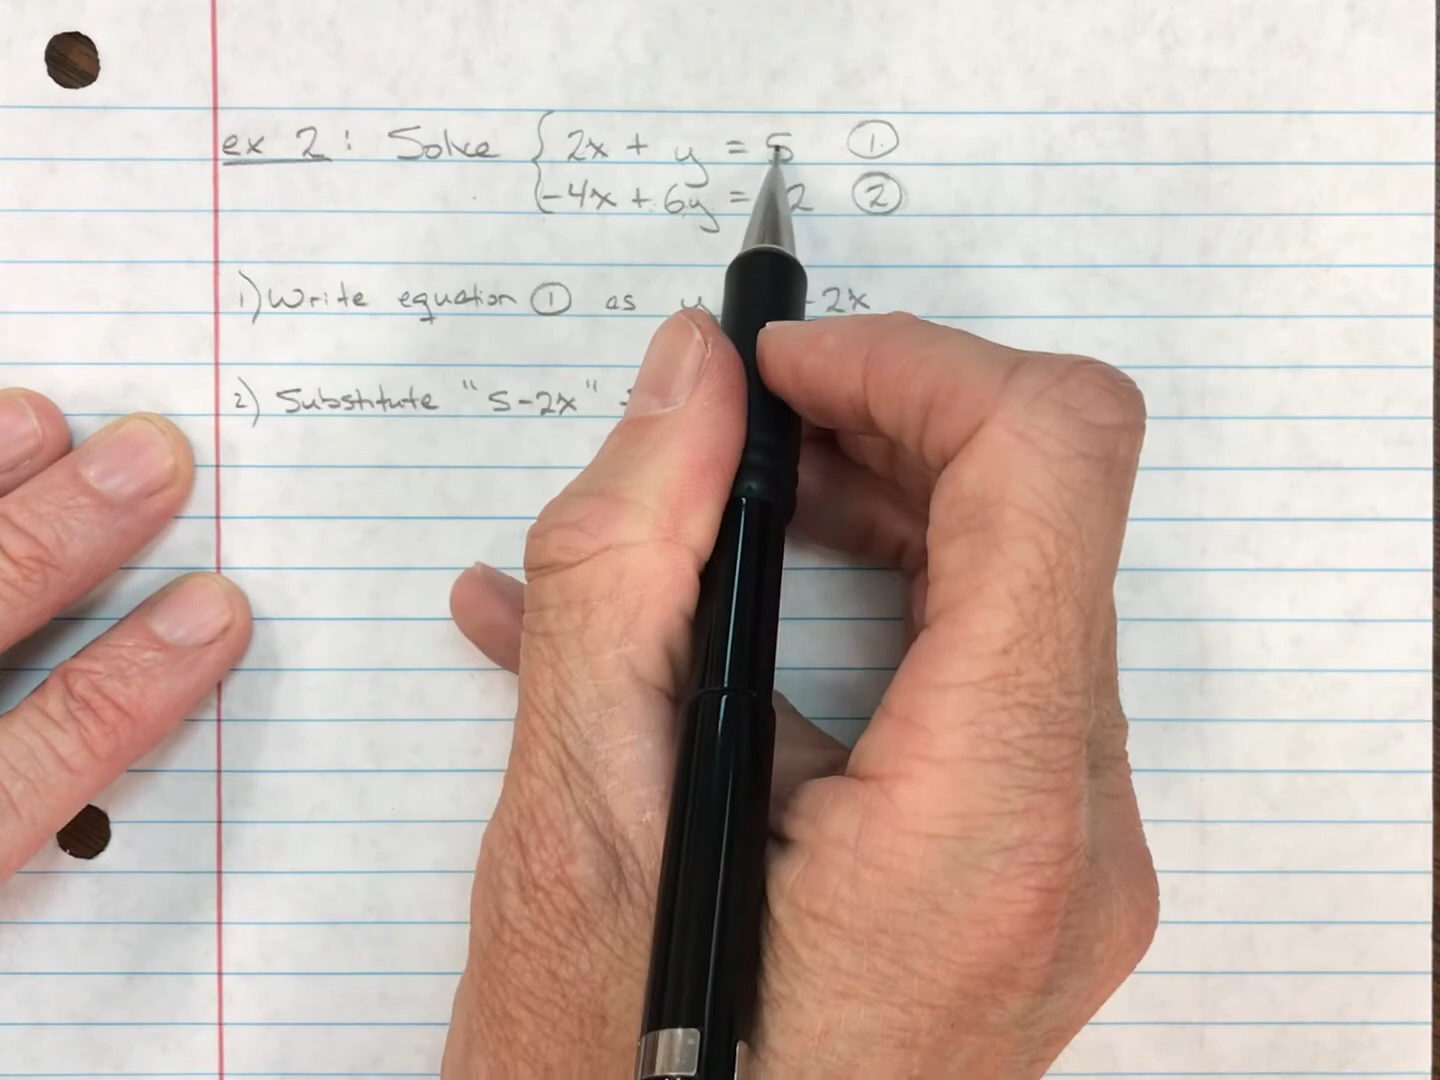 ex 2: Solve { 2x + y = 5 ①
-4x + 6y = 2 ②
1) Write equation ① as y - 2x
2) Substitute "5-2x"